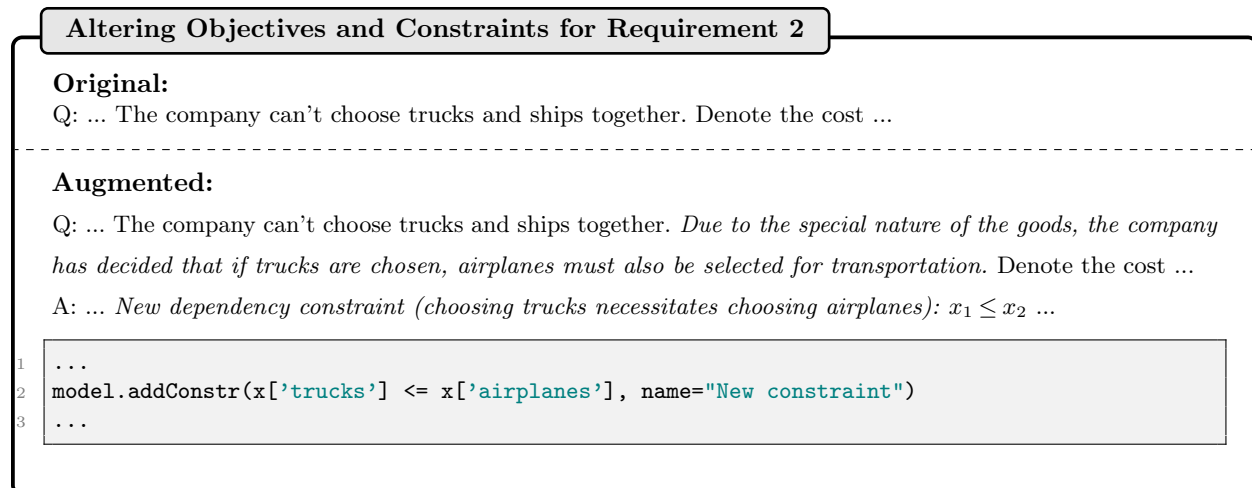 Altering Objectives and Constraints for Requirement 2
Original:
Q: ... The company can't choose trucks and ships together. Denote the cost ...
Augmented:
Q: ... The company can't choose trucks and ships together. Due to the special nature of the goods, the company
has decided that if trucks are chosen, airplanes must also be selected for transportation. Denote the cost ...
A: ... New dependency constraint (choosing trucks necessitates choosing airplanes): x₁ ≤ x₂ ...
1 ...
2 model.addConstr(x['trucks'] <= x['airplanes'], name="New constraint")
3 ...